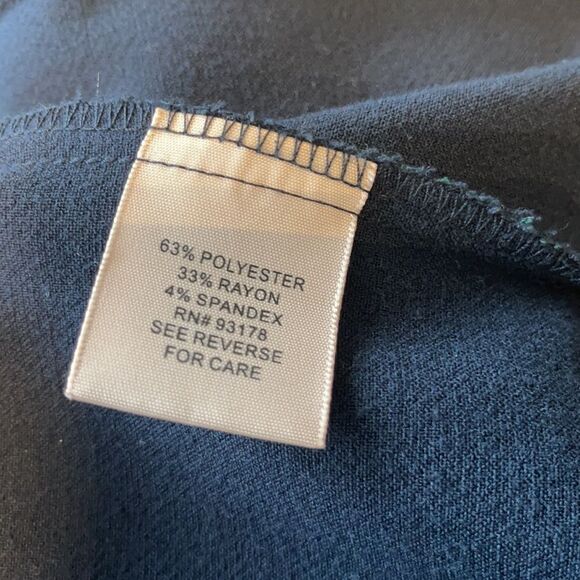 63% POLYESTER
33% RAYON
4% SPANDEX
RN# 93178
SEE REVERSE
FOR CARE